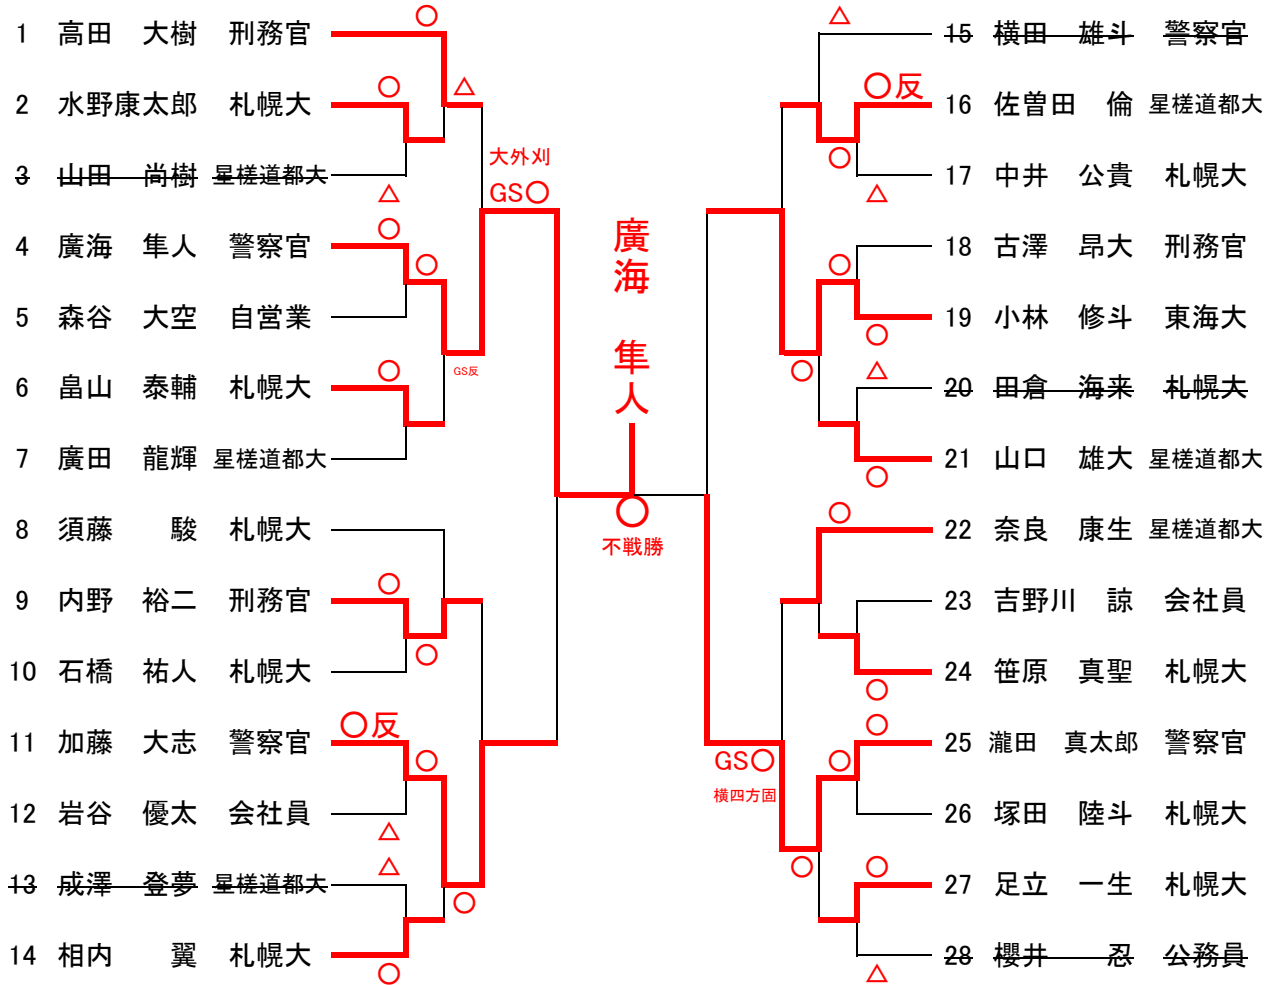 1 高田 大樹 刑務官
○
2 水野康太郎 札幌大
○
△
3 山田 尚樹 星槎道都大
△
大外刈
GS○
4 廣海 隼人 警察官
○
○
5 森谷 大空 自営業
GS反
6 畠山 泰輔 札幌大
○
7 廣田 龍輝 星槎道都大
8 須藤 駿 札幌大
9 内野 裕二 刑務官
○
○
10 石橋 祐人 札幌大
11 加藤 大志 警察官
○反
○
12 岩谷 優太 会社員
△
13 成澤 登夢 星槎道都大
△
○
14 相内 翼 札幌大
○
廣海 隼人
○
不戦勝
△
15 横田 雄斗 警察官
○反
16 佐曽田 倫 星槎道都大
○
17 中井 公貴 札幌大
△
18 古澤 昂大 刑務官
○
19 小林 修斗 東海大
○
○
△
20 田倉 海来 札幌大
21 山口 雄大 星槎道都大
○
○
22 奈良 康生 星槎道都大
23 吉野川 諒 会社員
24 笹原 真聖 札幌大
○
○
25 瀧田 真太郎 警察官
GS○
横四方固
○
26 塚田 陸斗 札幌大
○
○
27 足立 一生 札幌大
28 櫻井 忍 公務員
△